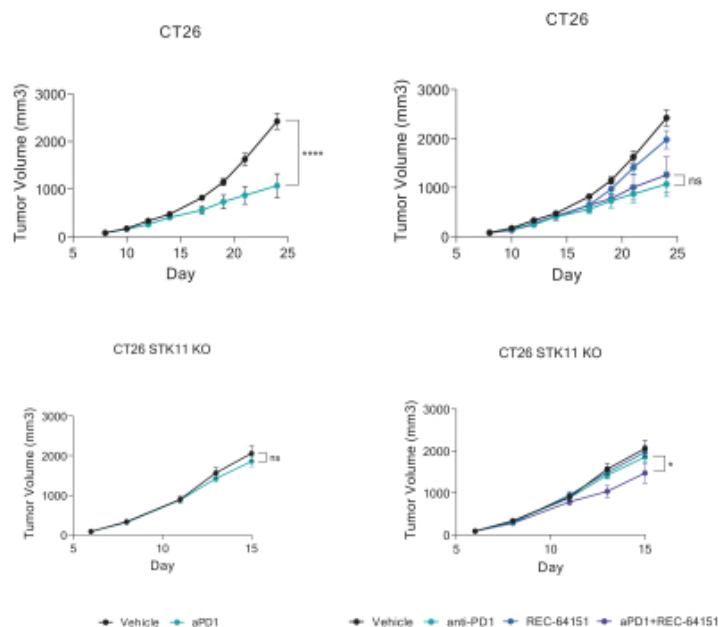 CT26
Tumor Volume (mm3)
3000
2000
1000
0
5
10
15
20
25
Day
****
CT26
Tumor Volume (mm3)
3000
2000
1000
0
5
10
15
20
25
Day
ns
CT26 STK11 KO
Tumor Volume (mm3)
3000
2000
1000
0
5
10
15
Day
ns
CT26 STK11 KO
Tumor Volume (mm3)
3000
2000
1000
0
5
10
15
Day
*
Vehicle aPD1
Vehicle anti-PD1 REC-64151 aPD1+REC-64151